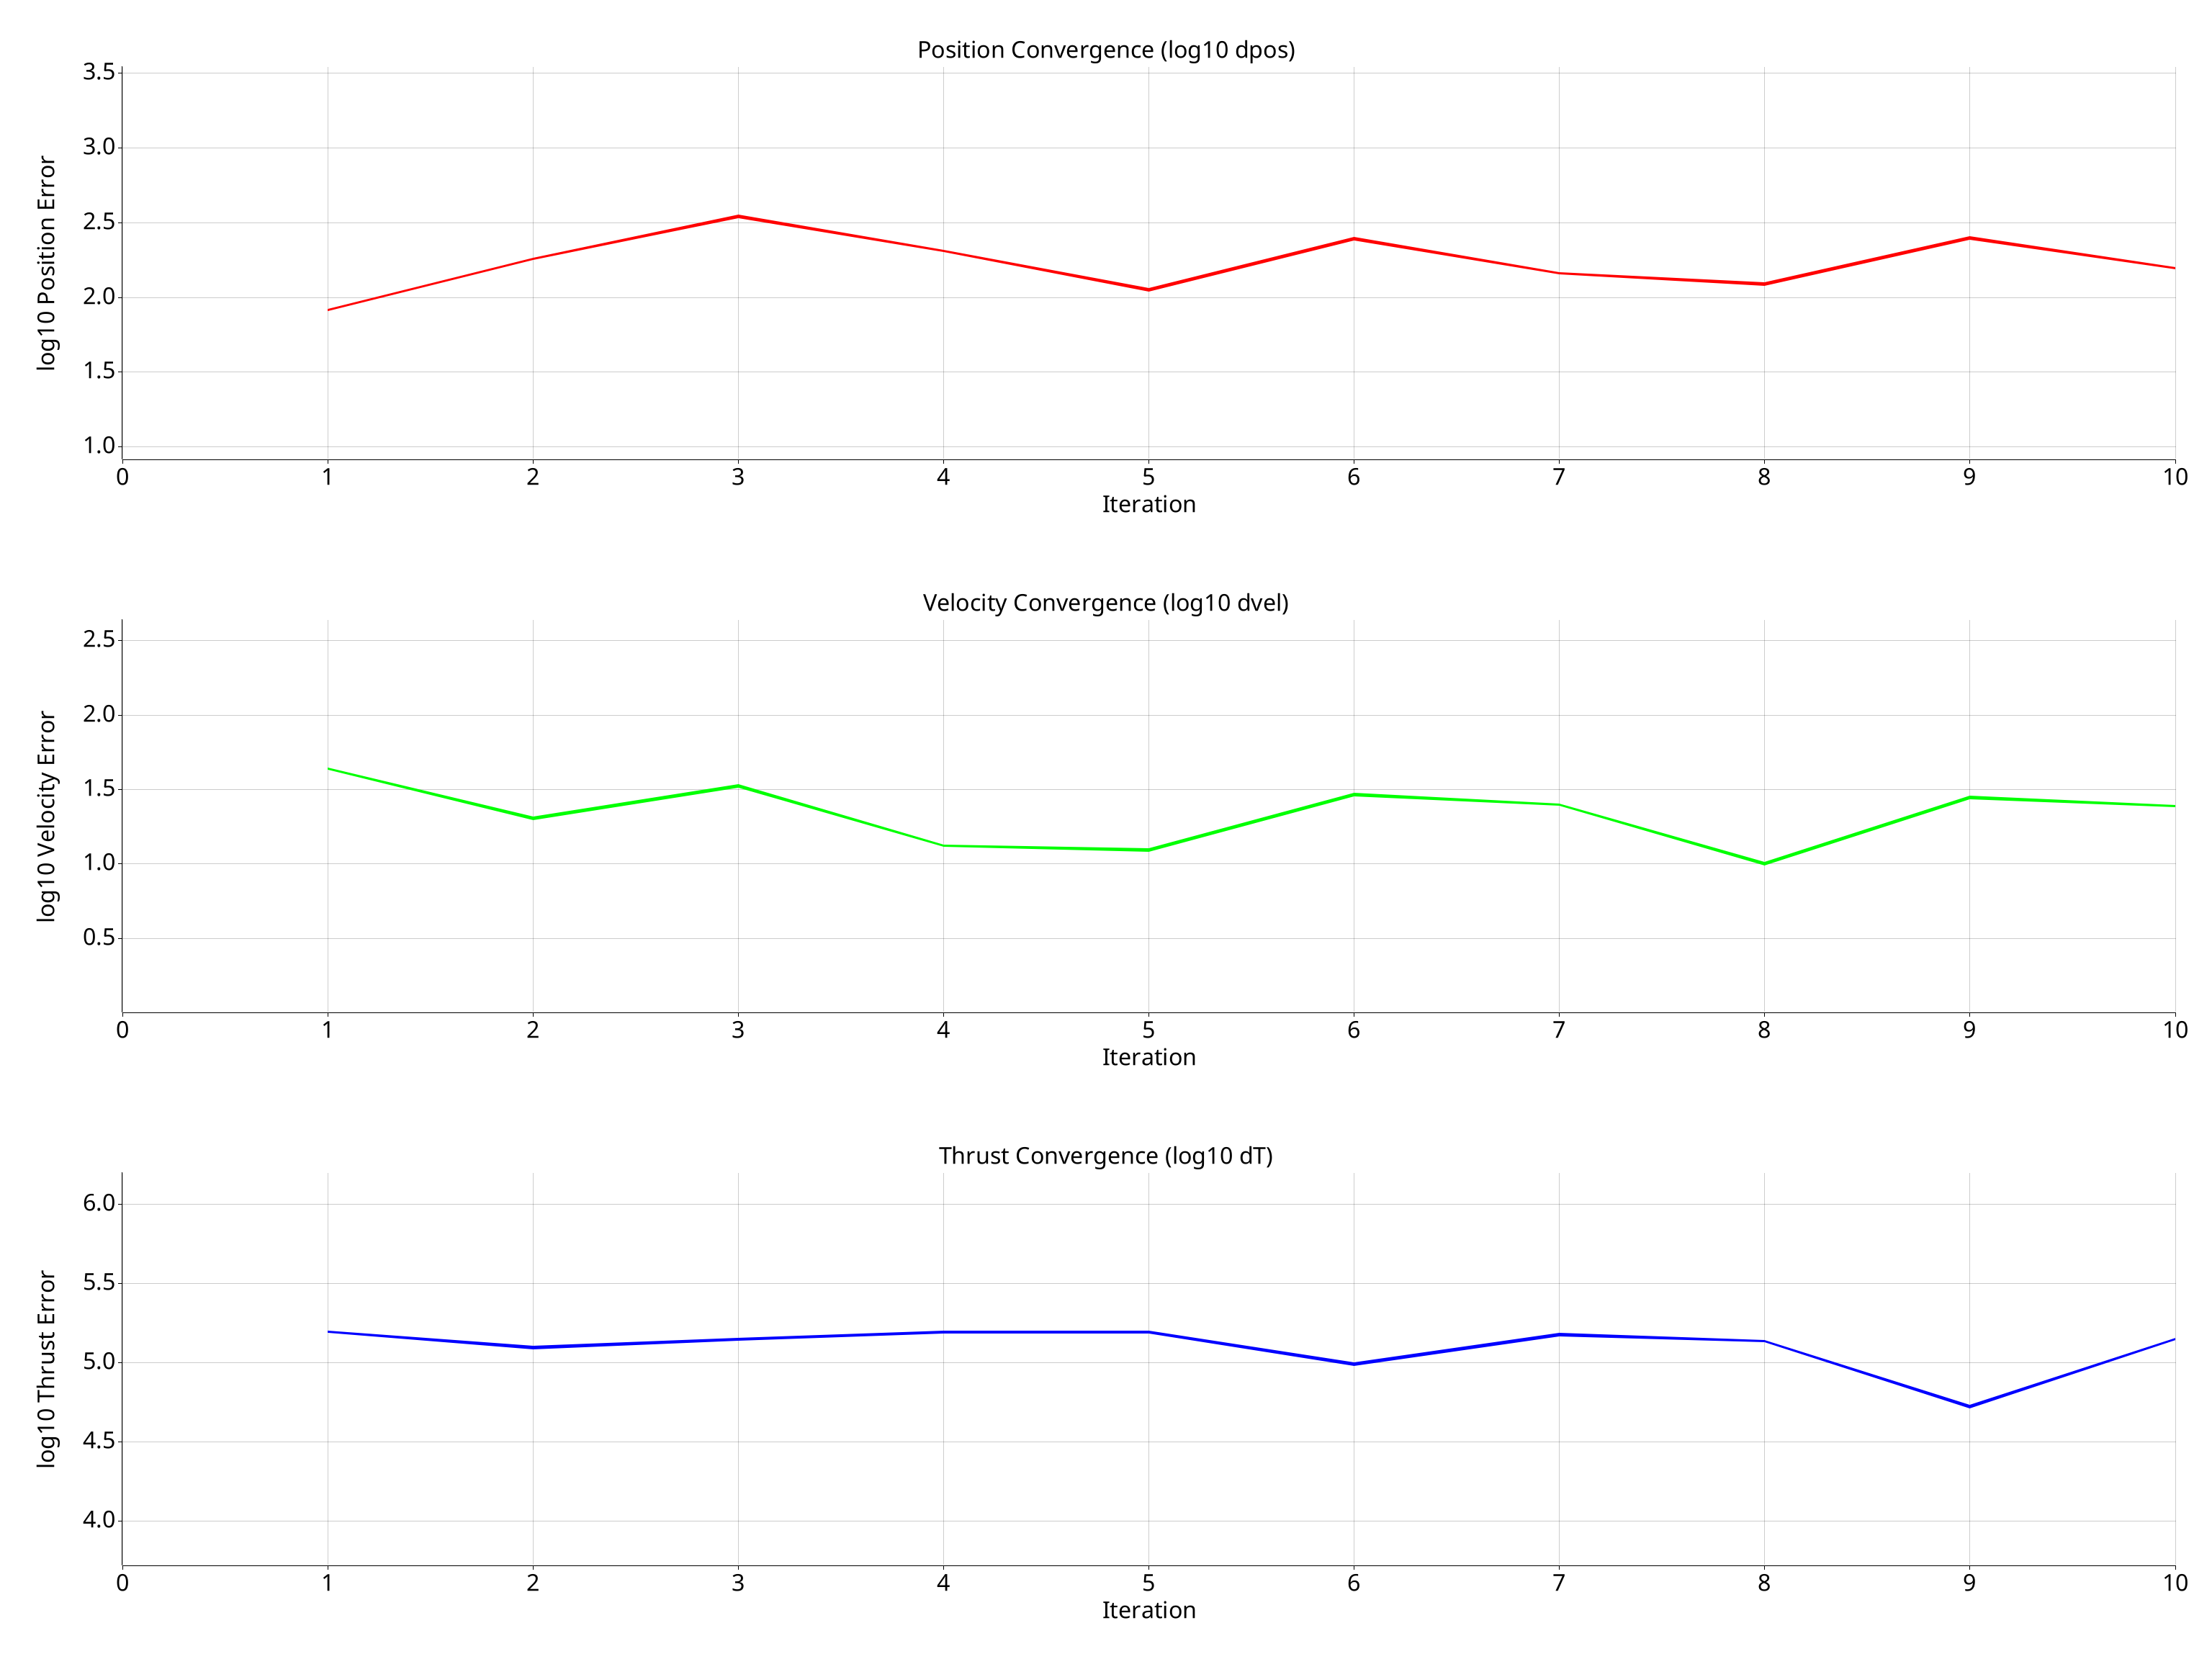 Position Convergence (log10 dpos)
3.5
3.0
2.5
2.0
1.5
1.0
log10 Position Error
0 1 2 3 4 5 6 7 8 9 10
Iteration
Velocity Convergence (log10 dvel)
2.5
2.0
1.5
1.0
0.5
log10 Velocity Error
0 1 2 3 4 5 6 7 8 9 10
Iteration
Thrust Convergence (log10 dT)
6.0
5.5
5.0
4.5
4.0
log10 Thrust Error
0 1 2 3 4 5 6 7 8 9 10
Iteration